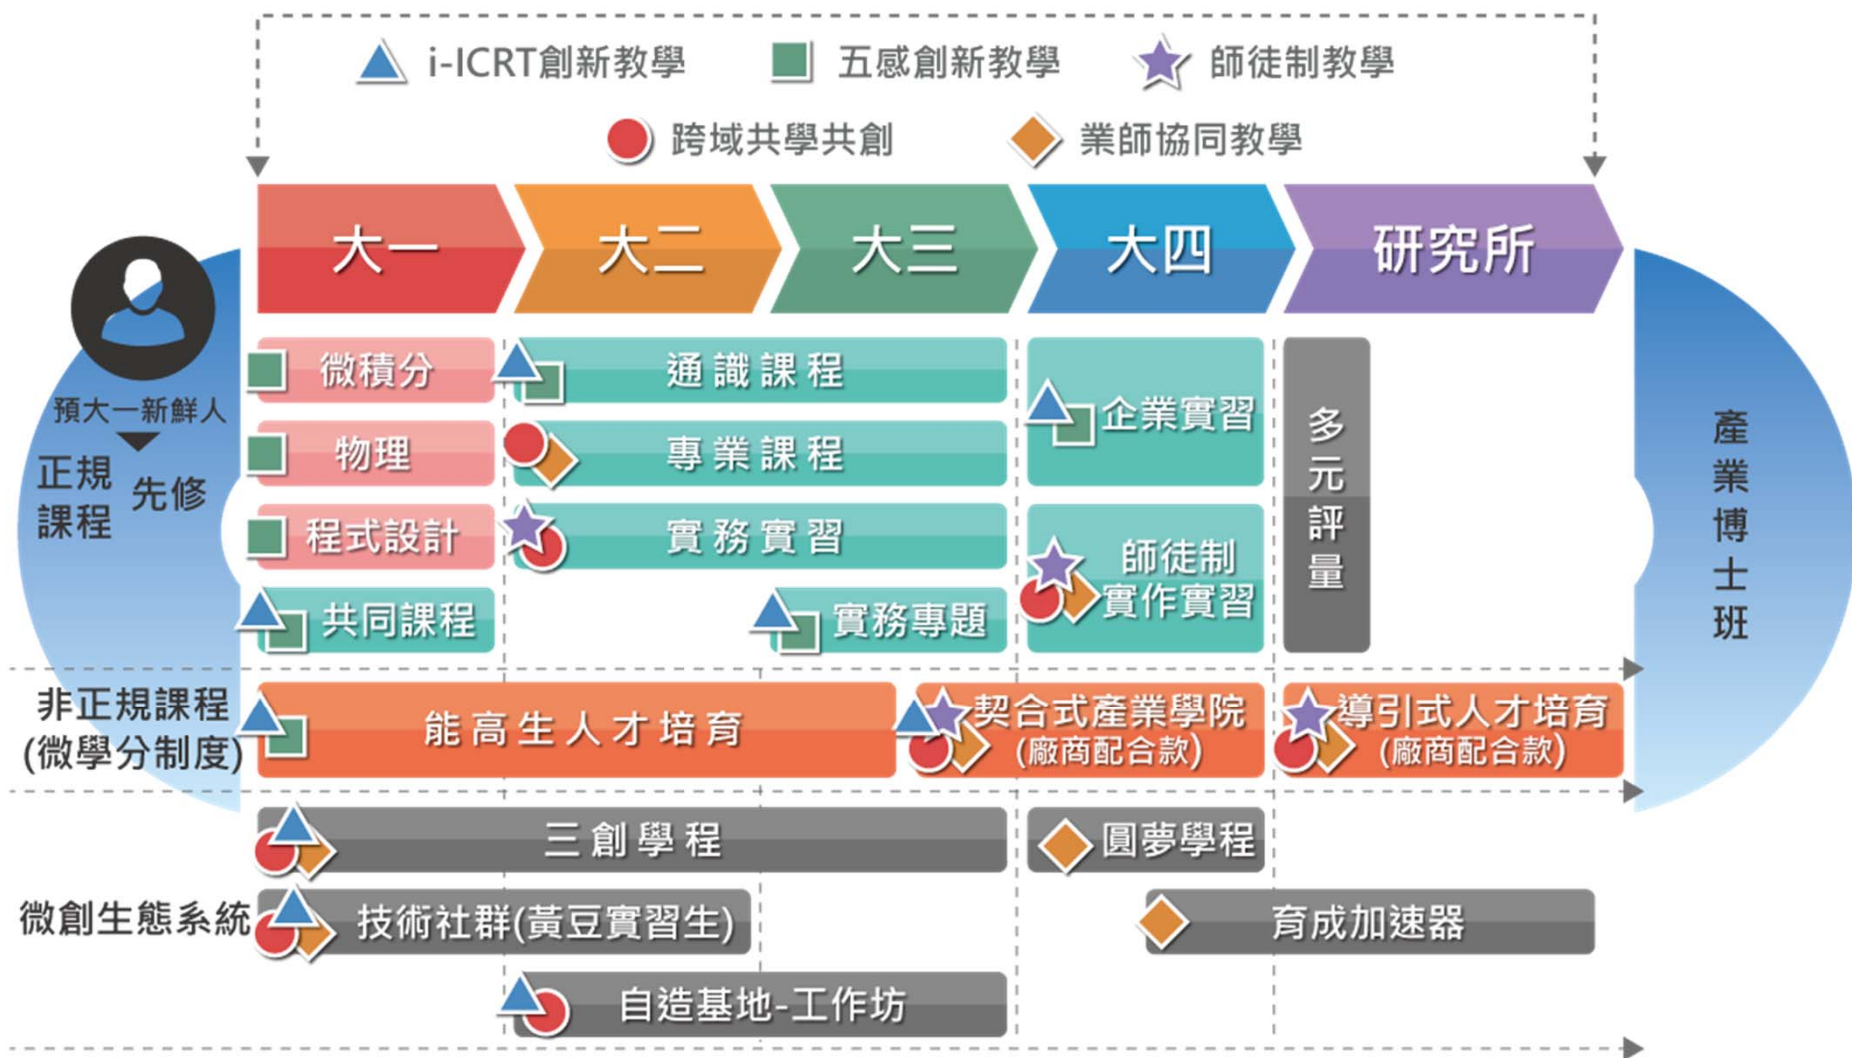 i-ICRT創新教學
五感創新教學
師徒制教學
跨域共學共創
業師協同教學
大一
大二
大三
大四
研究所
預大一新鮮人
正規
課程
先修
微積分
通識課程
企業實習
多元評量
物理
專業課程
程式設計
實務實習
師徒制
實作實習
共同課程
實務專題
產業博士班
非正規課程
(微學分制度)
能高生人才培育
契合式產業學院
(廠商配合款)
導引式人才培育
(廠商配合款)
微創生態系統
三創學程
圓夢學程
技術社群(黃豆實習生)
育成加速器
自造基地-工作坊